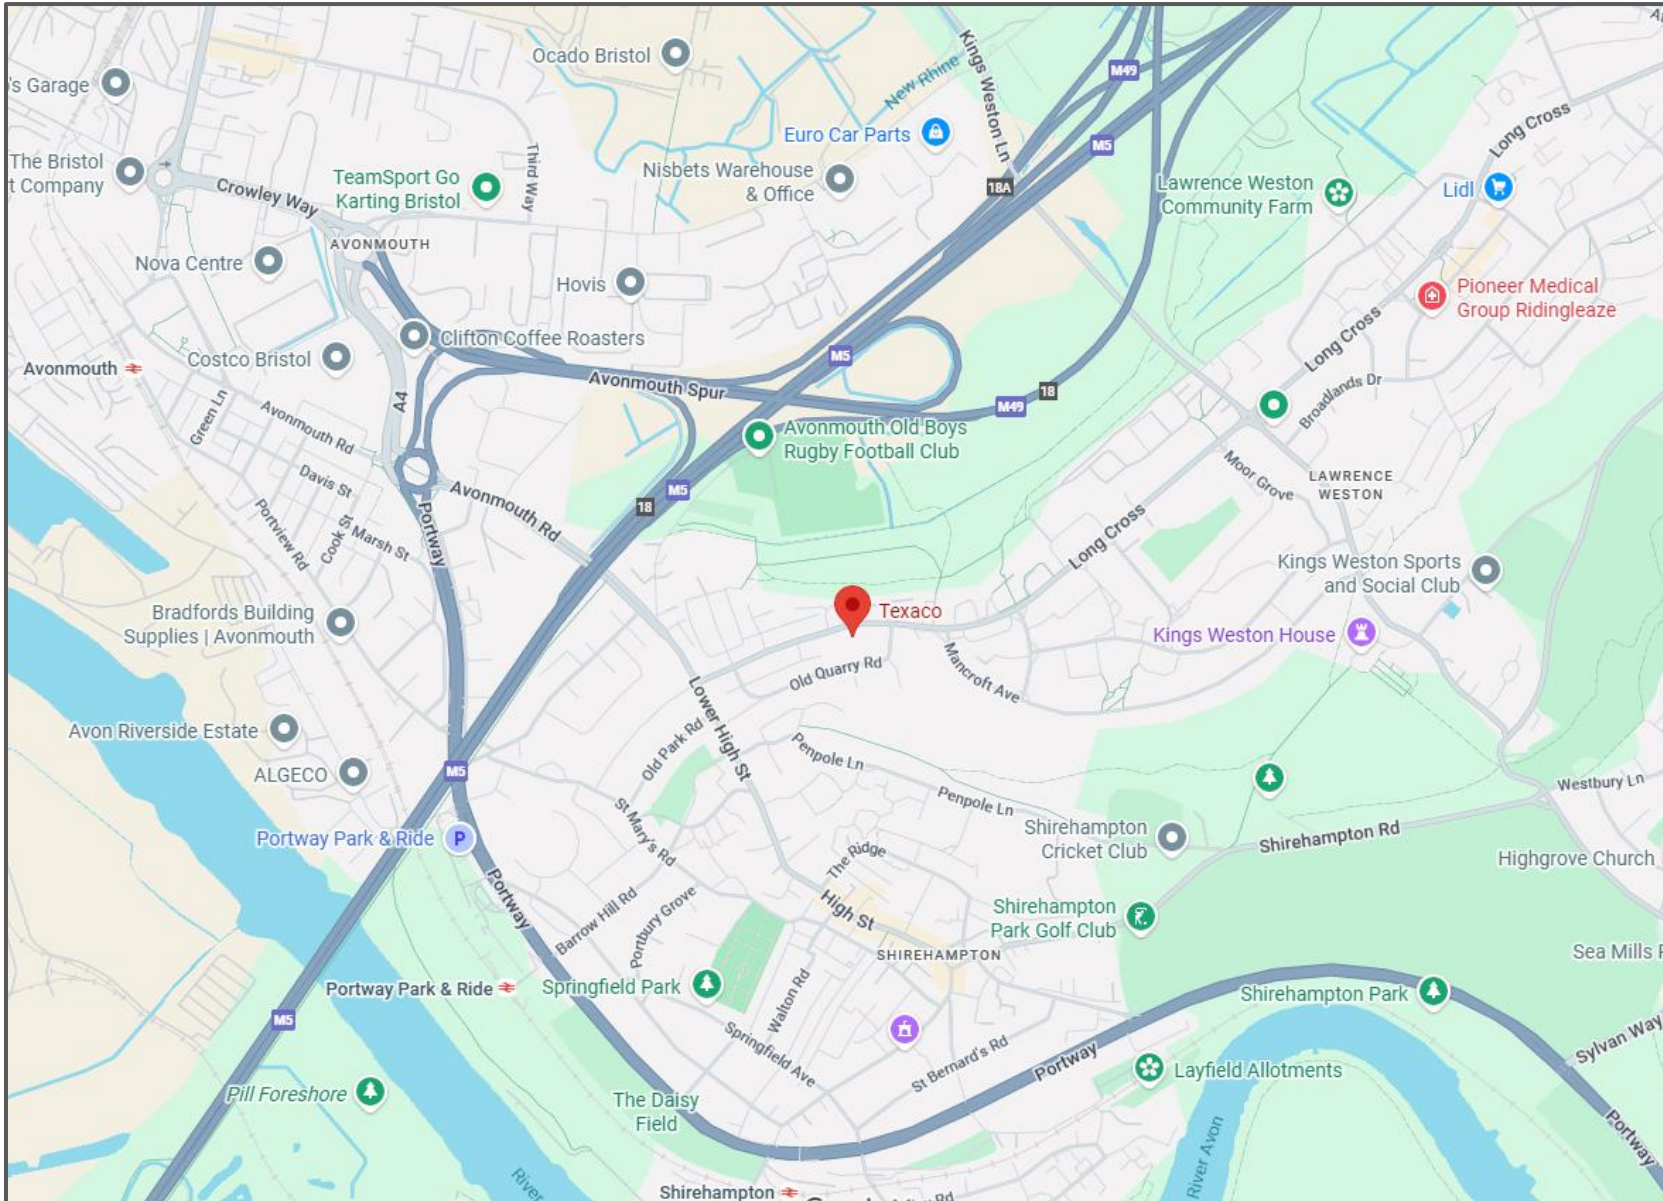 Ocado Bristol
's Garage
Kings Weston Ln
New Rhine
M49
Long Cross
Euro Car Parts
M5
The Bristol
t Company
TeamSport Go
Karting Bristol
Third Way
Nisbets Warehouse
& Office
18A
Lawrence Weston
Community Farm
Lidl
Crowley Way
AVONMOUTH
Nova Centre
Hovis
Pioneer Medical
Group Ridingleaze
Clifton Coffee Roasters
Costco Bristol
Avonmouth
M5
Long Cross
Avonmouth Spur
Broadlands Dr
18
M49
A4
Green Ln
Avonmouth Rd
Avonmouth Old Boys
Rugby Football Club
Davis St
Avonmouth Rd
M5
18
Moor Grove
LAWRENCE
WESTON
Portview Rd
Cook St
Marsh St
Portway
Long Cross
Kings Weston Sports
and Social Club
Bradfords Building
Supplies | Avonmouth
Texaco
Kings Weston House
Old Quarry Rd
Mancroft Ave
Lower High St
Avon Riverside Estate
Old Park Rd
Penpole Ln
ALGECO
M5
Westbury Ln
Penpole Ln
St Mary's Rd
Portway Park & Ride
P
Shirehampton
Cricket Club
Shirehampton Rd
The Ridge
Highgrove Church
Portway
Barrow Hill Rd
Portbury Grove
High St
Shirehampton
Park Golf Club
SHIREHAMPTON
Sea Mills
Portway Park & Ride
Springfield Park
Walton Rd
Shirehampton Park
M5
Springfield Ave
St Bernard's Rd
Portway
Sylvan Way
Layfield Allotments
Pill Foreshore
The Daisy
Field
Portway
River Avon
River
Shirehampton
Rd